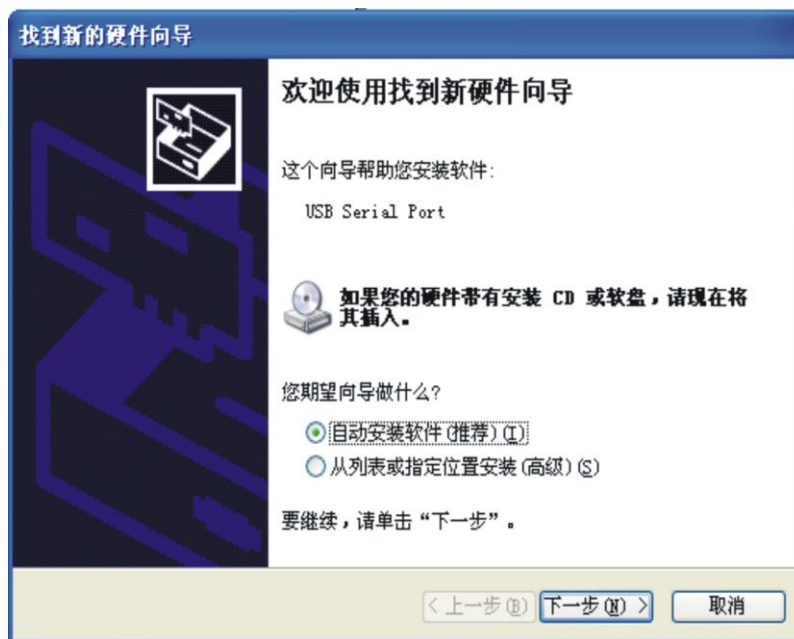 找到新的硬件向导
欢迎使用找到新硬件向导
这个向导帮助您安装软件:
USB Serial Port
如果您的硬件带有安装 CD 或软盘，请现在将
其插入。
您期望向导做什么?
自动安装软件(推荐)(I)
从列表或指定位置安装(高级)(S)
要继续，请单击“下一步”。
< 上一步(B) 下一步(N) > 取消